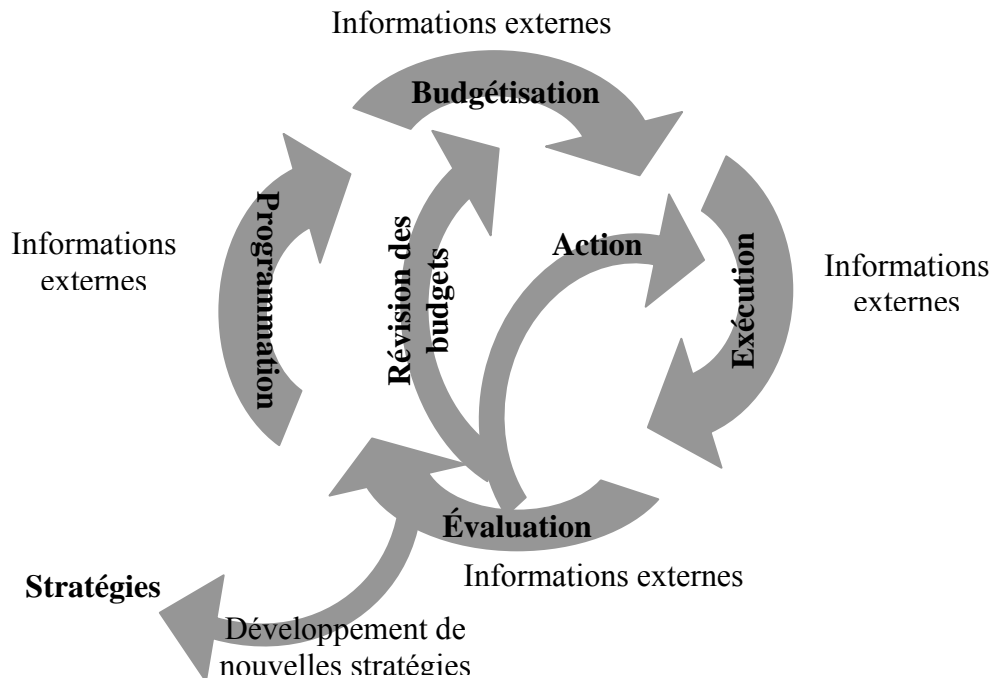 Informations externes
Budgétisation
Programmation
Informations
externes
Révision des
budgets
Action
Exécution
Informations
externes
Évaluation
Informations externes
Stratégies
Développement de
nouvelles stratégies